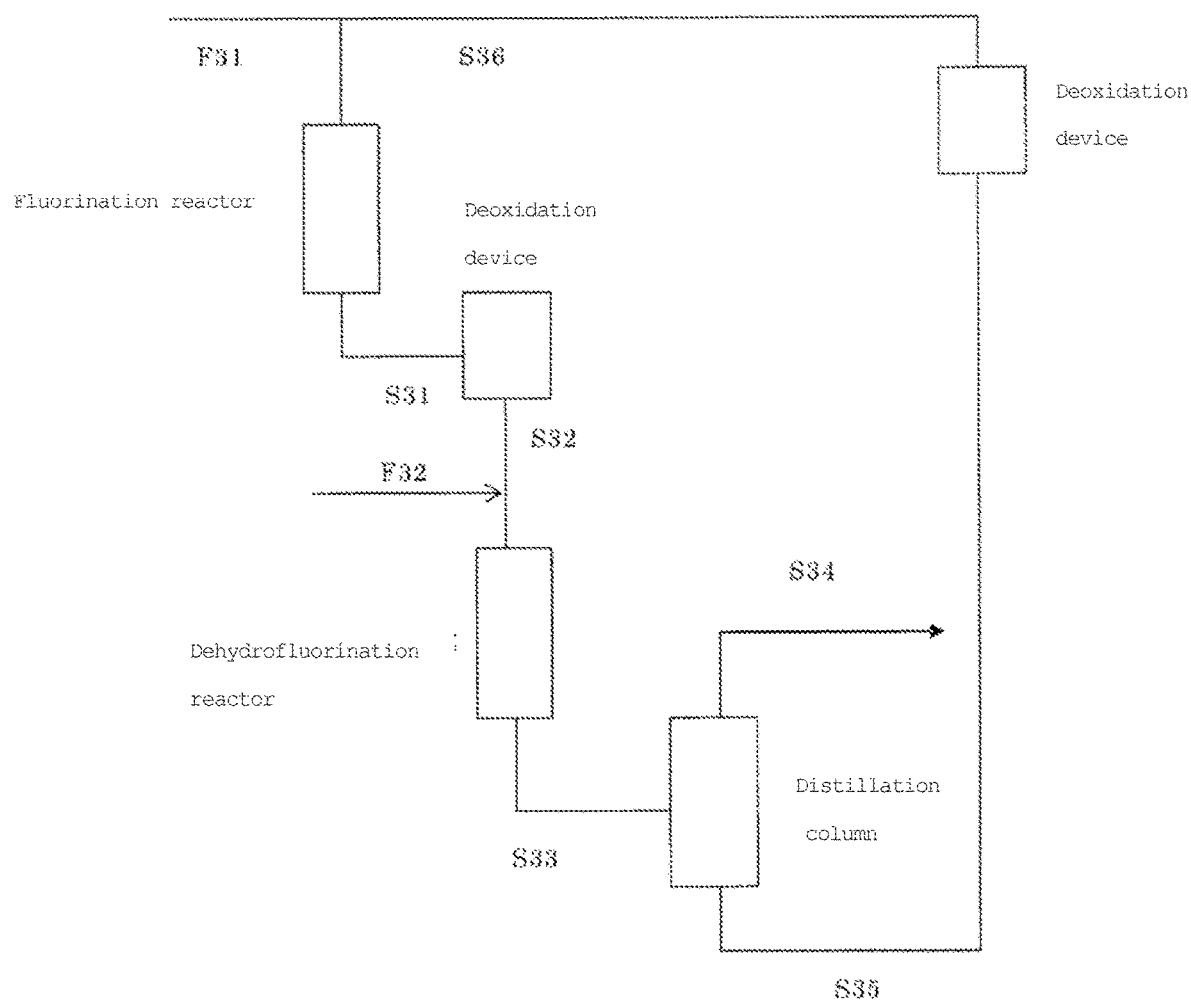 F31
S36
Deoxidation
device
Fluorination reactor
Deoxidation
device
S31
S32
F32
S34
Dehydrofluorination :
reactor
Distillation
column
S33
S35